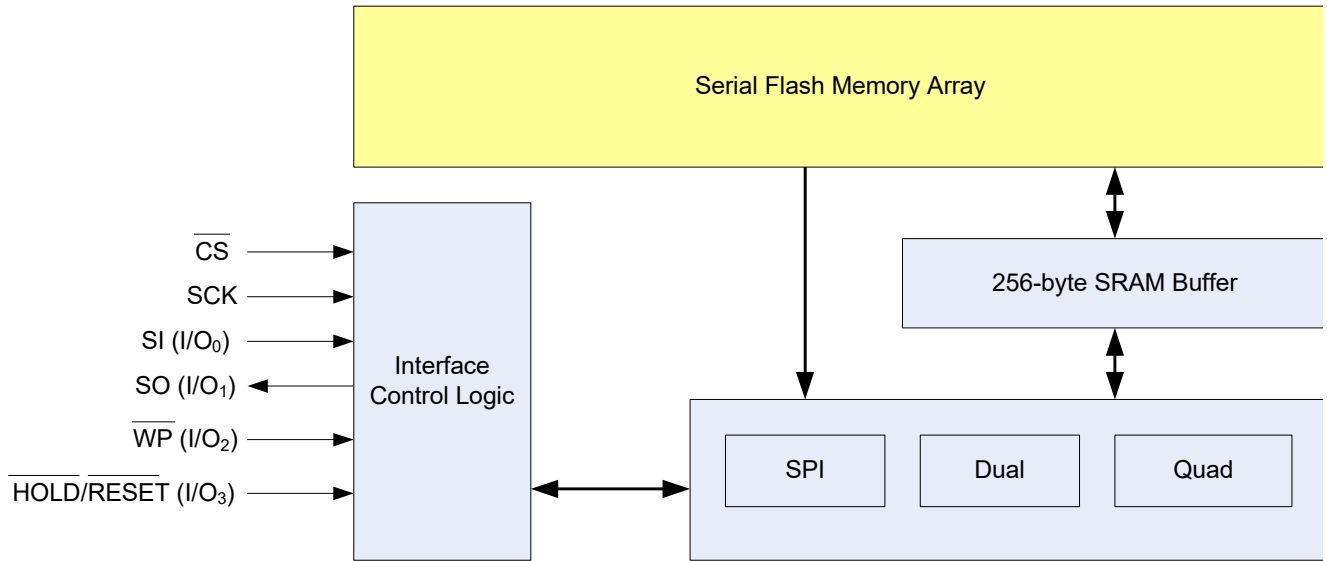 Serial Flash Memory Array
CS
SCK
SI (I/O0)
SO (I/O1)
WP (I/O2)
HOLD/RESET (I/O3)
Interface
Control Logic
256-byte SRAM Buffer
SPI
Dual
Quad